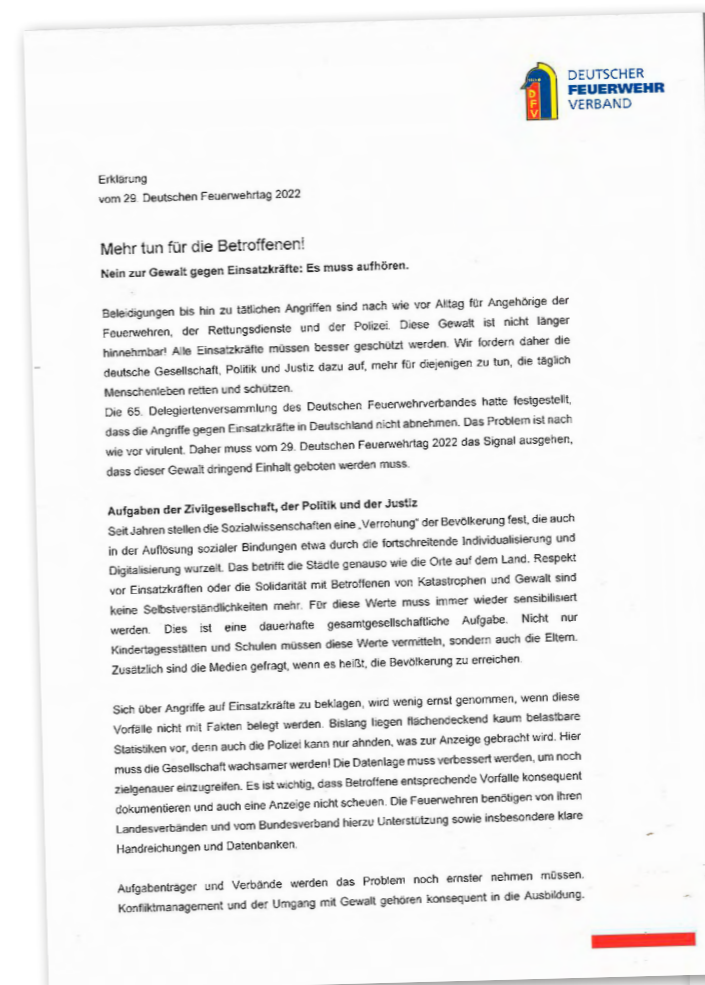 DEUTSCHER
FEUERWEHR
VERBAND
DFV
Erklärung
vom 29. Deutschen Feuerwehrtag 2022
Mehr tun für die Betroffenen!
Nein zur Gewalt gegen Einsatzkräfte: Es muss aufhören.
Beleidigungen bis hin zu tätlichen Angriffen sind nach wie vor Alltag für Angehörige der
Feuerwehren, der Rettungsdienste und der Polizei. Diese Gewalt ist nicht länger
hinnehmbar! Alle Einsatzkräfte müssen besser geschützt werden. Wir fordern daher die
deutsche Gesellschaft, Politik und Justiz dazu auf, mehr für diejenigen zu tun, die täglich
Menschenleben retten und schützen.
Die 65. Delegiertenversammlung des Deutschen Feuerwehrverbandes hatte festgestellt,
dass die Angriffe gegen Einsatzkräfte in Deutschland nicht abnehmen. Das Problem ist nach
wie vor virulent. Daher muss vom 29. Deutschen Feuerwehrtag 2022 das Signal ausgehen,
dass dieser Gewalt dringend Einhalt geboten werden muss.
Aufgaben der Zivilgesellschaft, der Politik und der Justiz
Seit Jahren stellen die Sozialwissenschaften eine „Verrohung" der Bevölkerung fest, die auch
in der Auflösung sozialer Bindungen etwa durch die fortschreitende Individualisierung und
Digitalisierung wurzelt. Das betrifft die Städte genauso wie die Orte auf dem Land. Respekt
vor Einsatzkräften oder die Solidarität mit Betroffenen von Katastrophen und Gewalt sind
keine Selbstverständlichkeiten mehr. Für diese Werte muss immer wieder sensibilisiert
werden. Dies ist eine dauerhafte gesamtgesellschaftliche Aufgabe. Nicht nur
Kindertagesstätten und Schulen müssen diese Werte vermitteln, sondern auch die Eltern.
Zusätzlich sind die Medien gefragt, wenn es heißt, die Bevölkerung zu erreichen.
Sich über Angriffe auf Einsatzkräfte zu beklagen, wird wenig ernst genommen, wenn diese
Vorfälle nicht mit Fakten belegt werden. Bislang liegen flächendeckend kaum belastbare
Statistiken vor, denn auch die Polizei kann nur ahnden, was zur Anzeige gebracht wird. Hier
muss die Gesellschaft wachsamer werden! Die Datenlage muss verbessert werden, um noch
zielgenauer einzugreifen. Es ist wichtig, dass Betroffene entsprechende Vorfälle konsequent
dokumentieren und auch eine Anzeige nicht scheuen. Die Feuerwehren benötigen von ihren
Landesverbänden und vom Bundesverband hierzu Unterstützung sowie insbesondere klare
Handreichungen und Datenbanken.
Aufgabenträger und Verbände werden das Problem noch ernster nehmen müssen.
Konfliktmanagement und der Umgang mit Gewalt gehören konsequent in die Ausbildung.